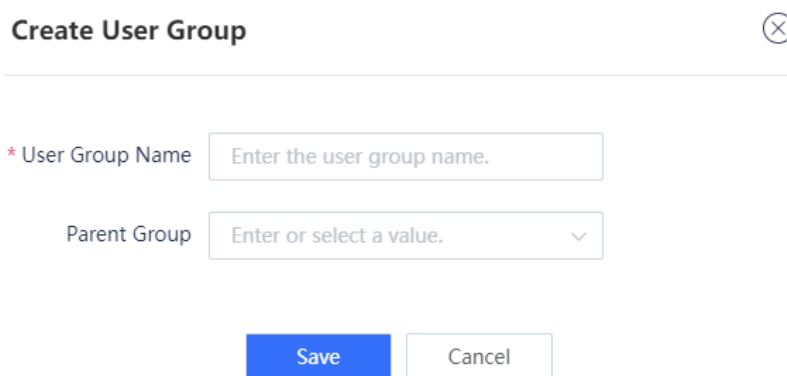 Create User Group
* User Group Name Enter the user group name.
Parent Group Enter or select a value.
Save Cancel